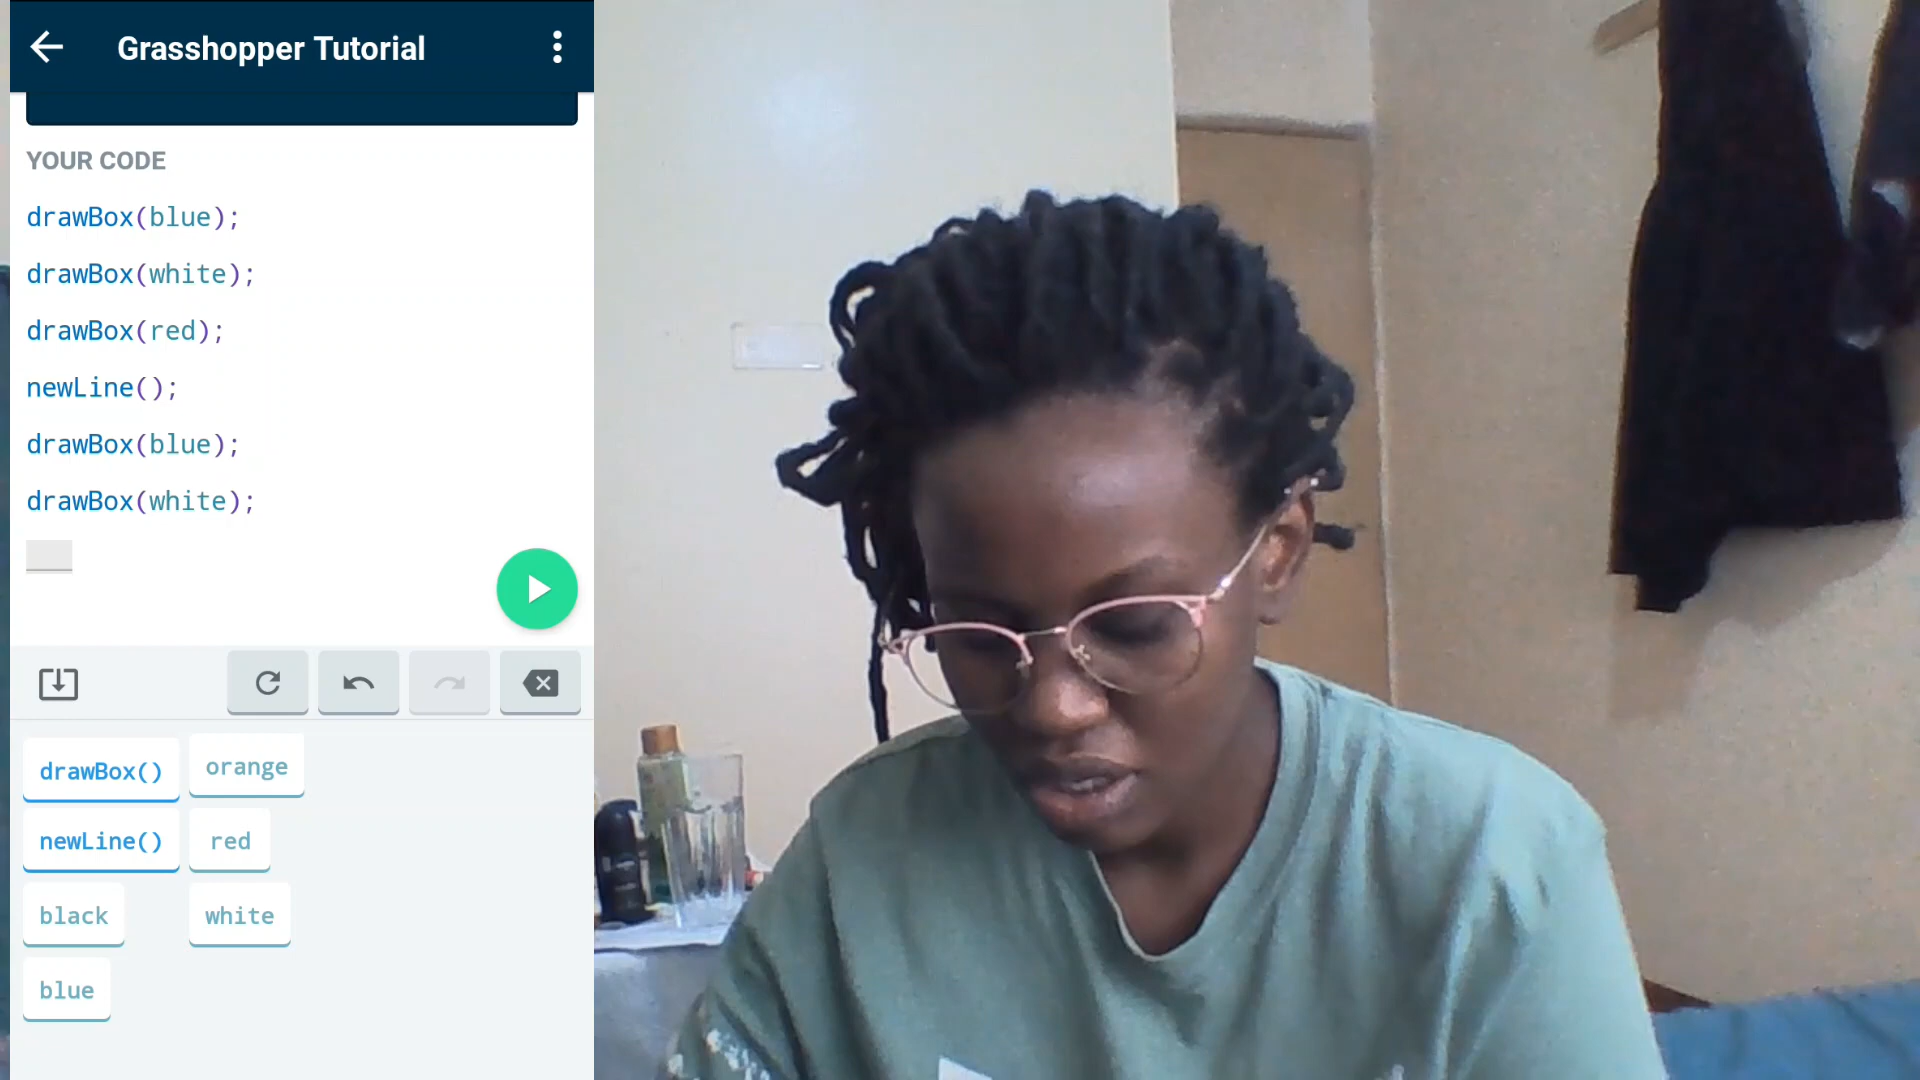 Grasshopper Tutorial
YOUR CODE
drawBox(blue);
drawBox(white);
drawBox(red);
newLine();
drawBox(blue);
drawBox(white);
drawBox() orange
newLine() red
black white
blue